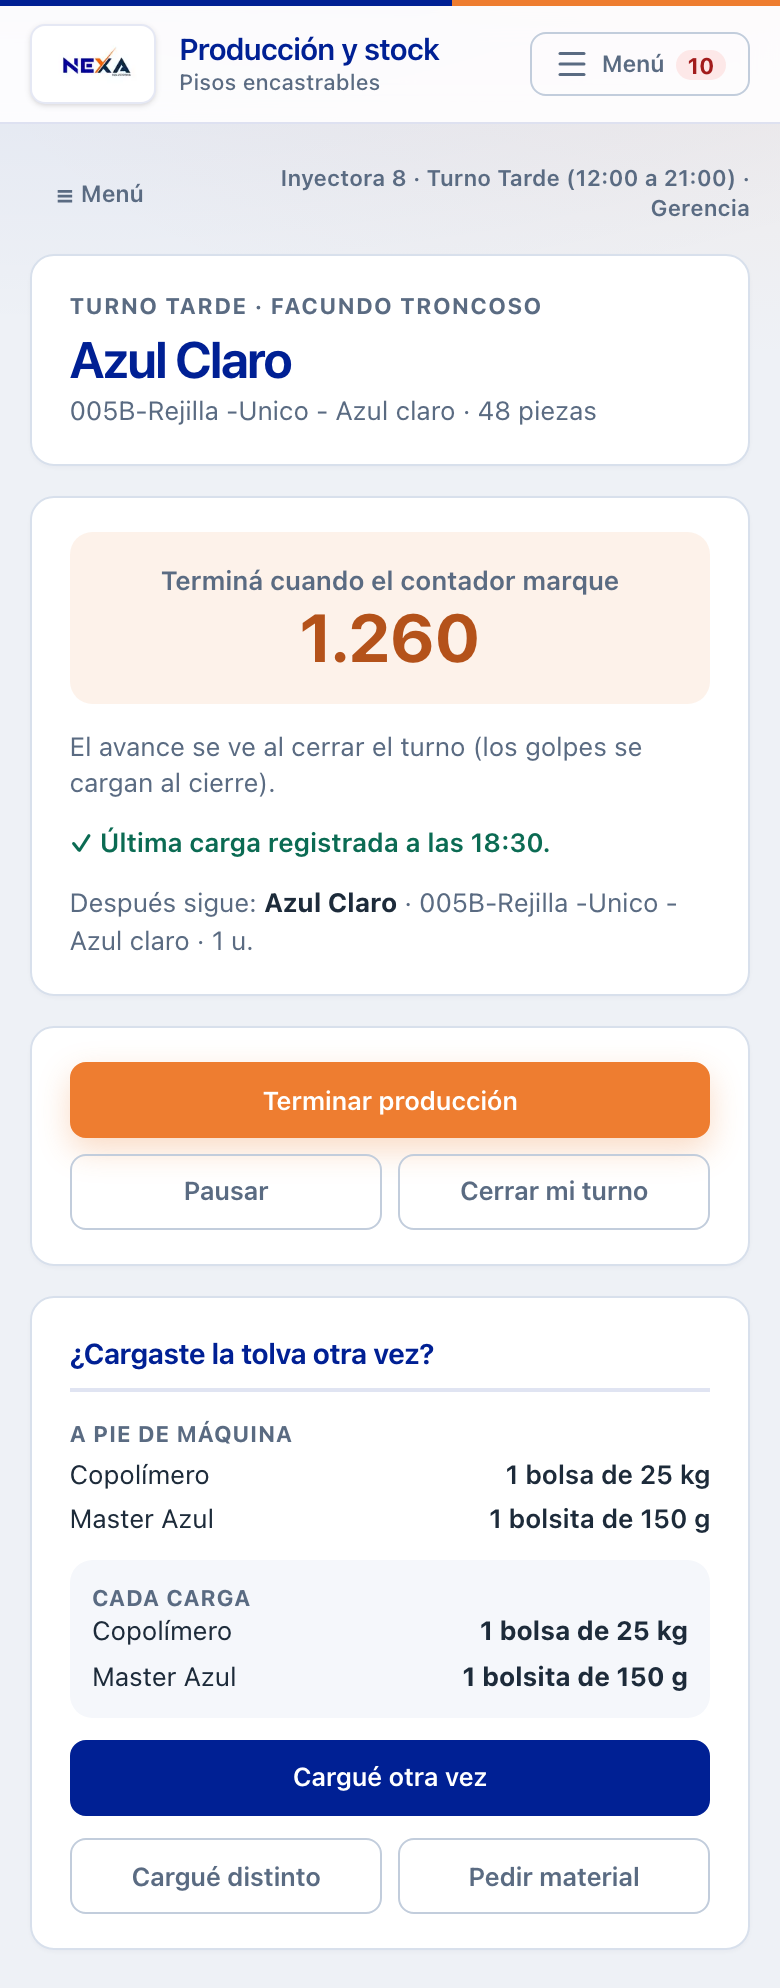 NEXA
Producción y stock
Pisos encastrables
Menú 10
≡ Menú
Inyectora 8 · Turno Tarde (12:00 a 21:00) ·
Gerencia
TURNO TARDE · FACUNDO TRONCOSO
Azul Claro
005B-Rejilla -Unico - Azul claro · 48 piezas
Terminá cuando el contador marque
1.260
El avance se ve al cerrar el turno (los golpes se
cargan al cierre).
✓ Última carga registrada a las 18:30.
Después sigue: Azul Claro · 005B-Rejilla -Unico -
Azul claro · 1 u.
Terminar producción
Pausar
Cerrar mi turno
¿Cargaste la tolva otra vez?
A PIE DE MÁQUINA
Copolímero 1 bolsa de 25 kg
Master Azul 1 bolsita de 150 g
CADA CARGA
Copolímero 1 bolsa de 25 kg
Master Azul 1 bolsita de 150 g
Cargué otra vez
Cargué distinto
Pedir material